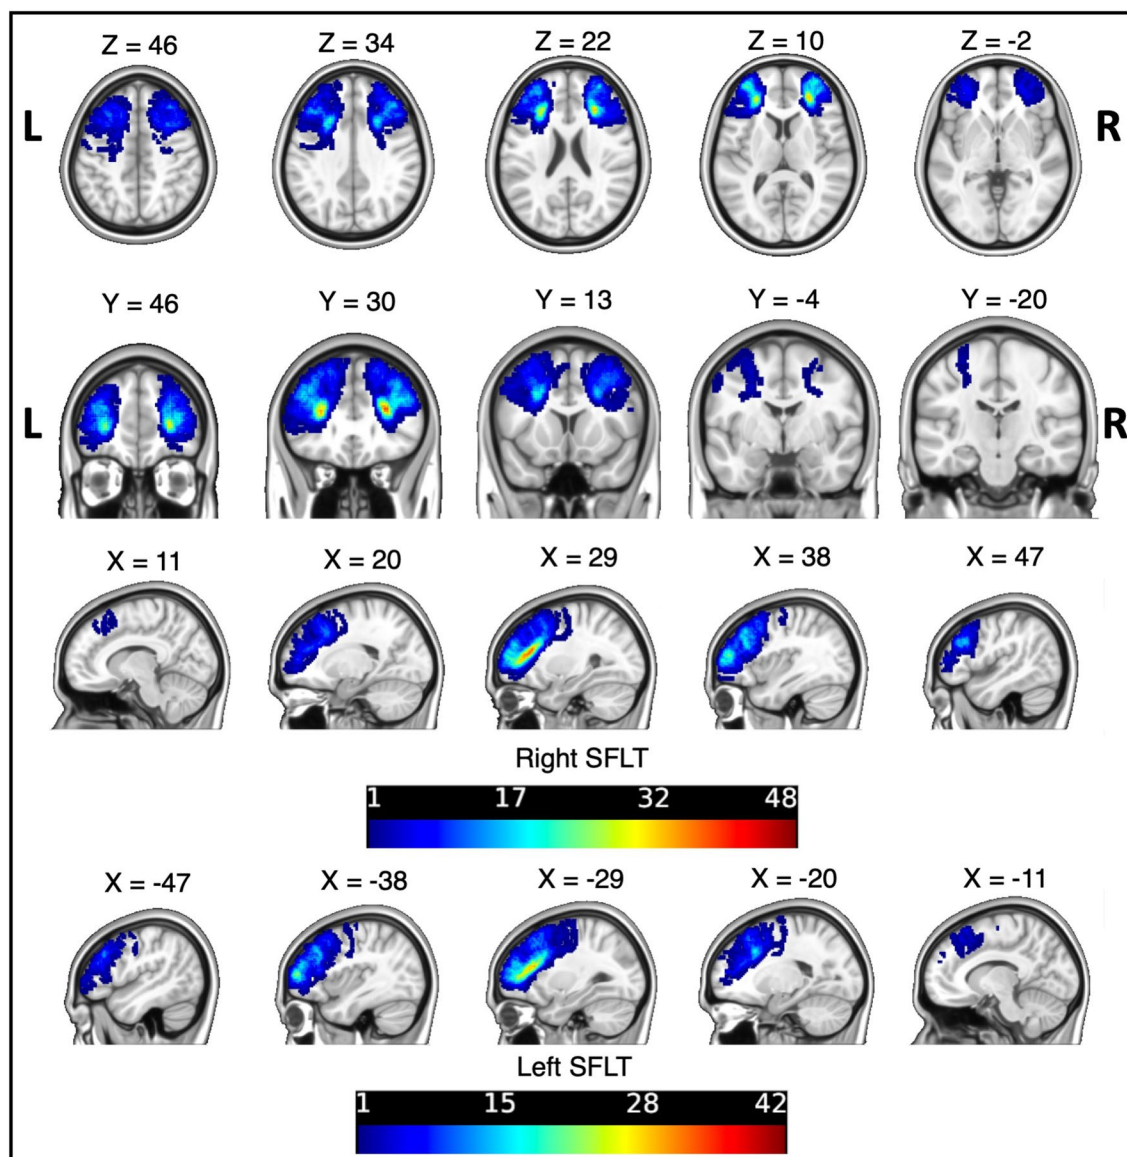 Z = 46 Z = 34 Z = 22 Z = 10 Z = -2
L R
Y = 46 Y = 30 Y = 13 Y = -4 Y = -20
L R
X = 11 X = 20 X = 29 X = 38 X = 47
Right SFLT
1 17 32 48
X = -47 X = -38 X = -29 X = -20 X = -11
Left SFLT
1 15 28 42